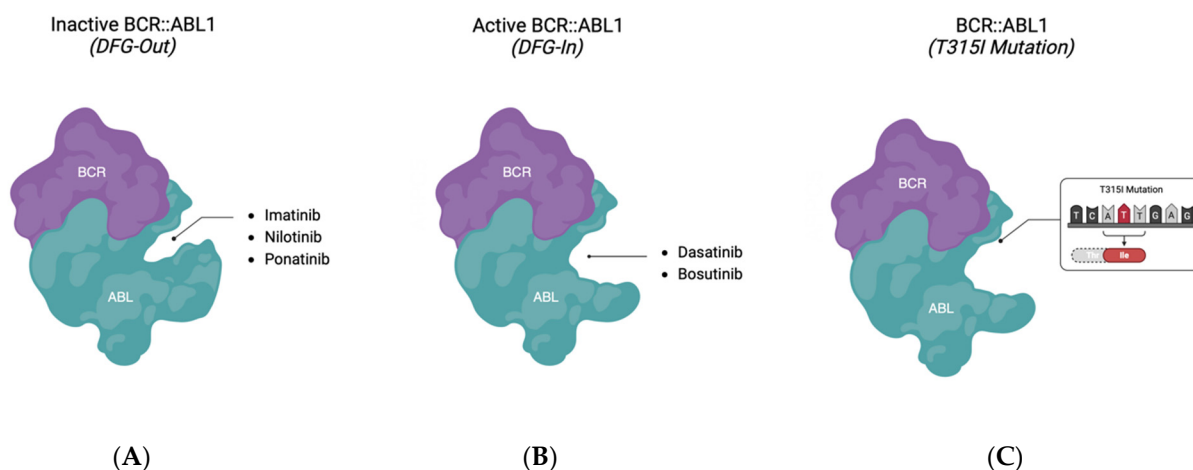 Inactive BCR::ABL1
(DFG-Out)
BCR
ABL
• Imatinib
• Nilotinib
• Ponatinib
(A)
Active BCR::ABL1
(DFG-In)
BCR
ABL
• Dasatinib
• Bosutinib
(B)
BCR::ABL1
(T315I Mutation)
BCR
ABL
T315I Mutation
T C A T T G A G
Thr Ile
(C)